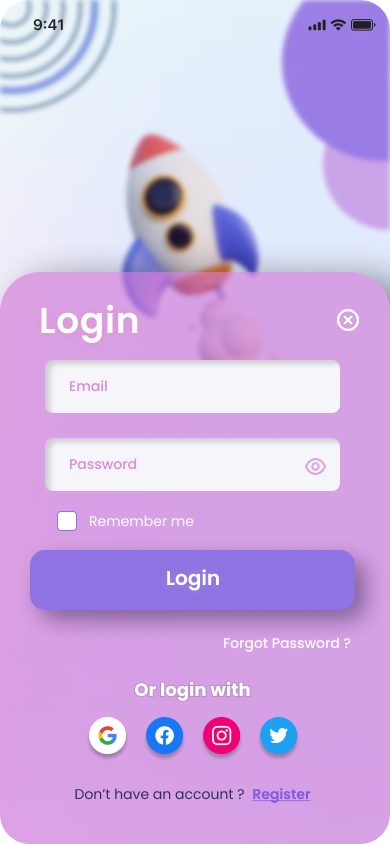 9:41
Login
Email
Password
Remember me
Login
Forgot Password ?
Or login with
Don’t have an account ? Register